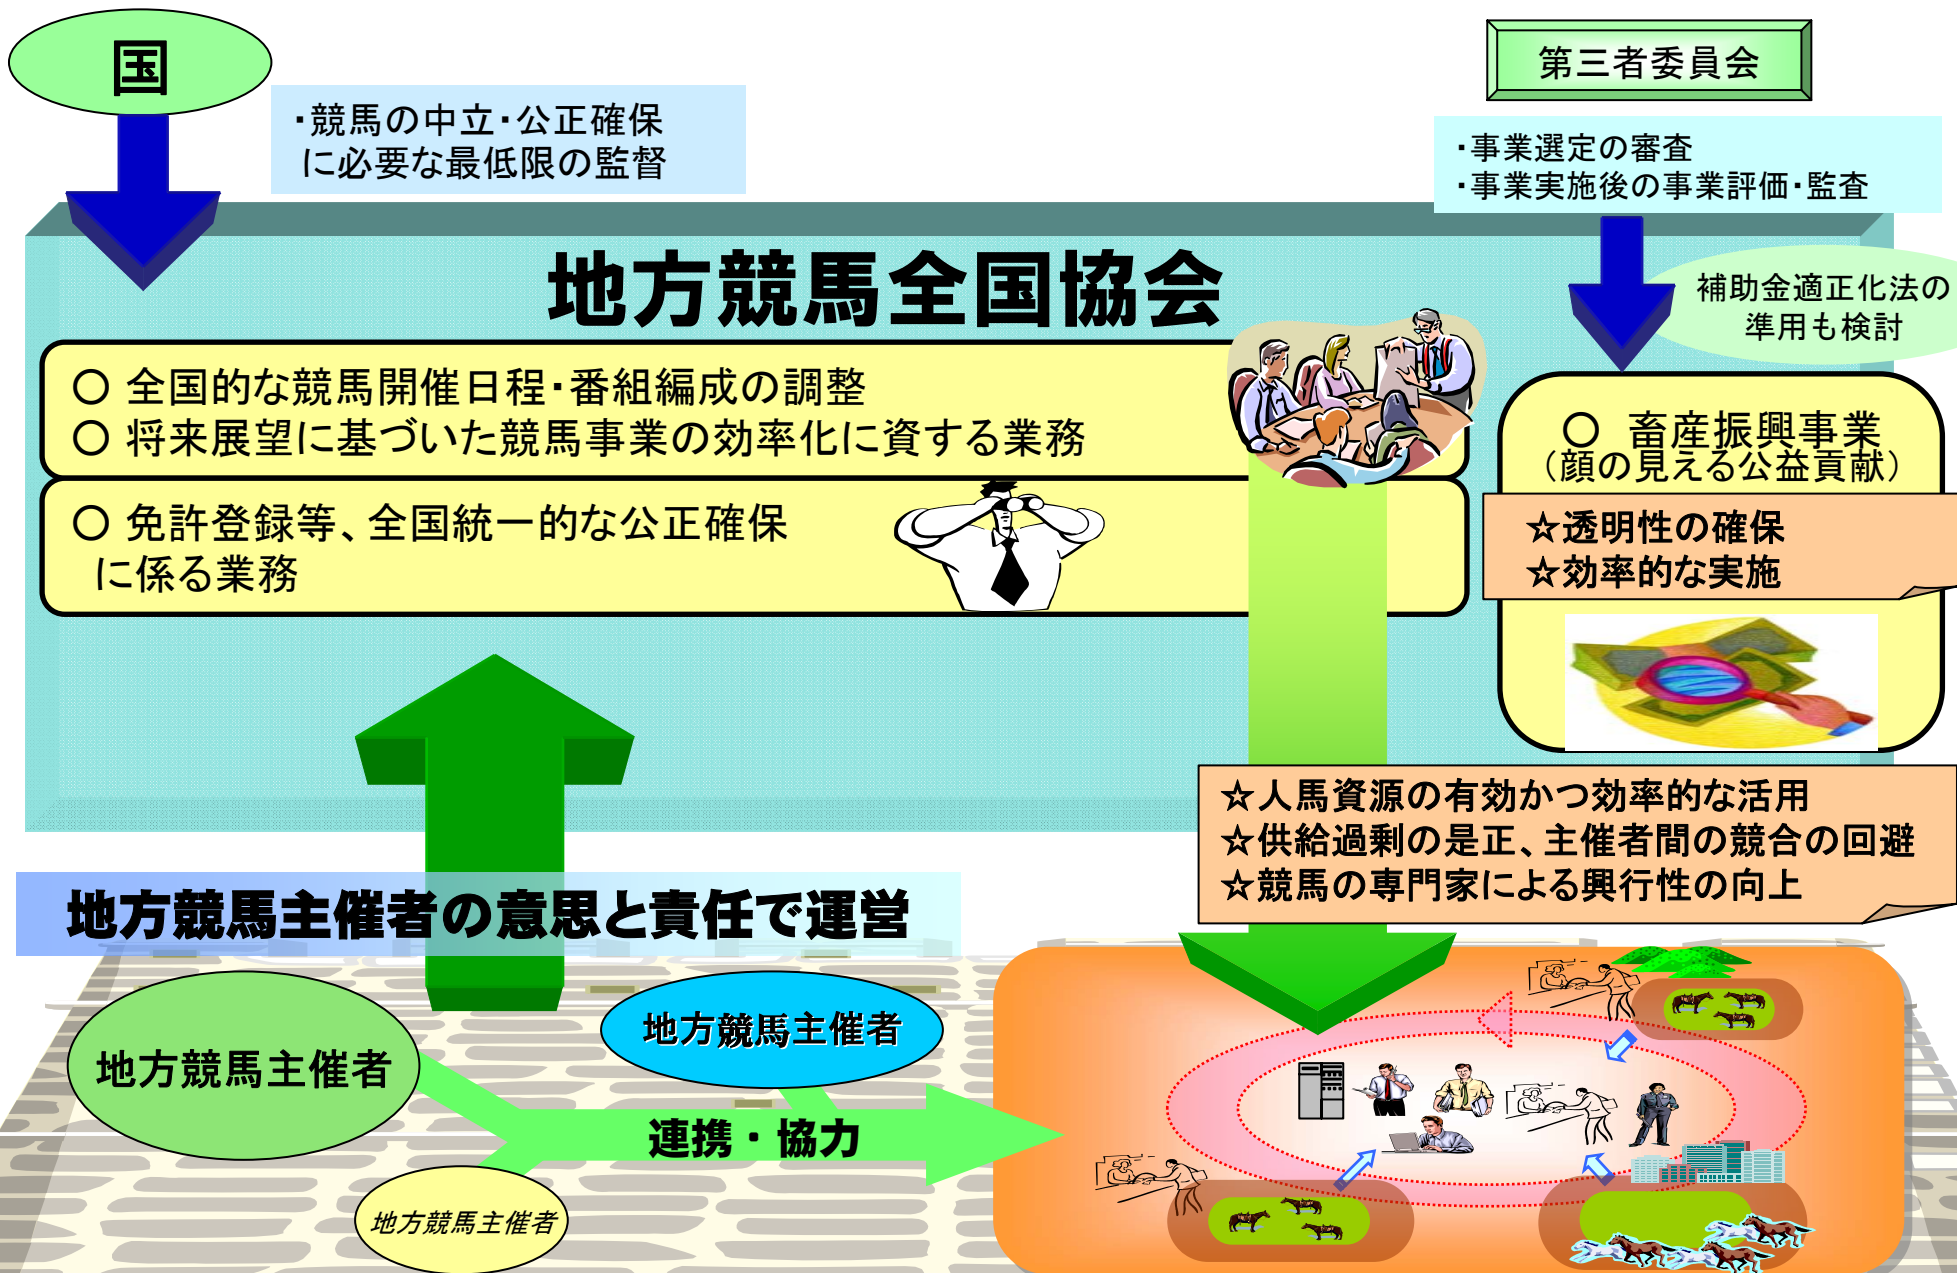 国
・競馬の中立・公正確保
に必要な最低限の監督
第三者委員会
・事業選定の審査
・事業実施後の事業評価・監査
補助金適正化法の
準用も検討
地方競馬全国協会
○ 全国的な競馬開催日程・番組編成の調整
○ 将来展望に基づいた競馬事業の効率化に資する業務
○ 免許登録等、全国統一的な公正確保
に係る業務
○ 畜産振興事業
（顔の見える公益貢献）
☆透明性の確保
☆効率的な実施
☆人馬資源の有効かつ効率的な活用
☆供給過剰の是正、主催者間の競合の回避
☆競馬の専門家による興行性の向上
地方競馬主催者の意思と責任で運営
地方競馬主催者
地方競馬主催者
連携・協力
地方競馬主催者